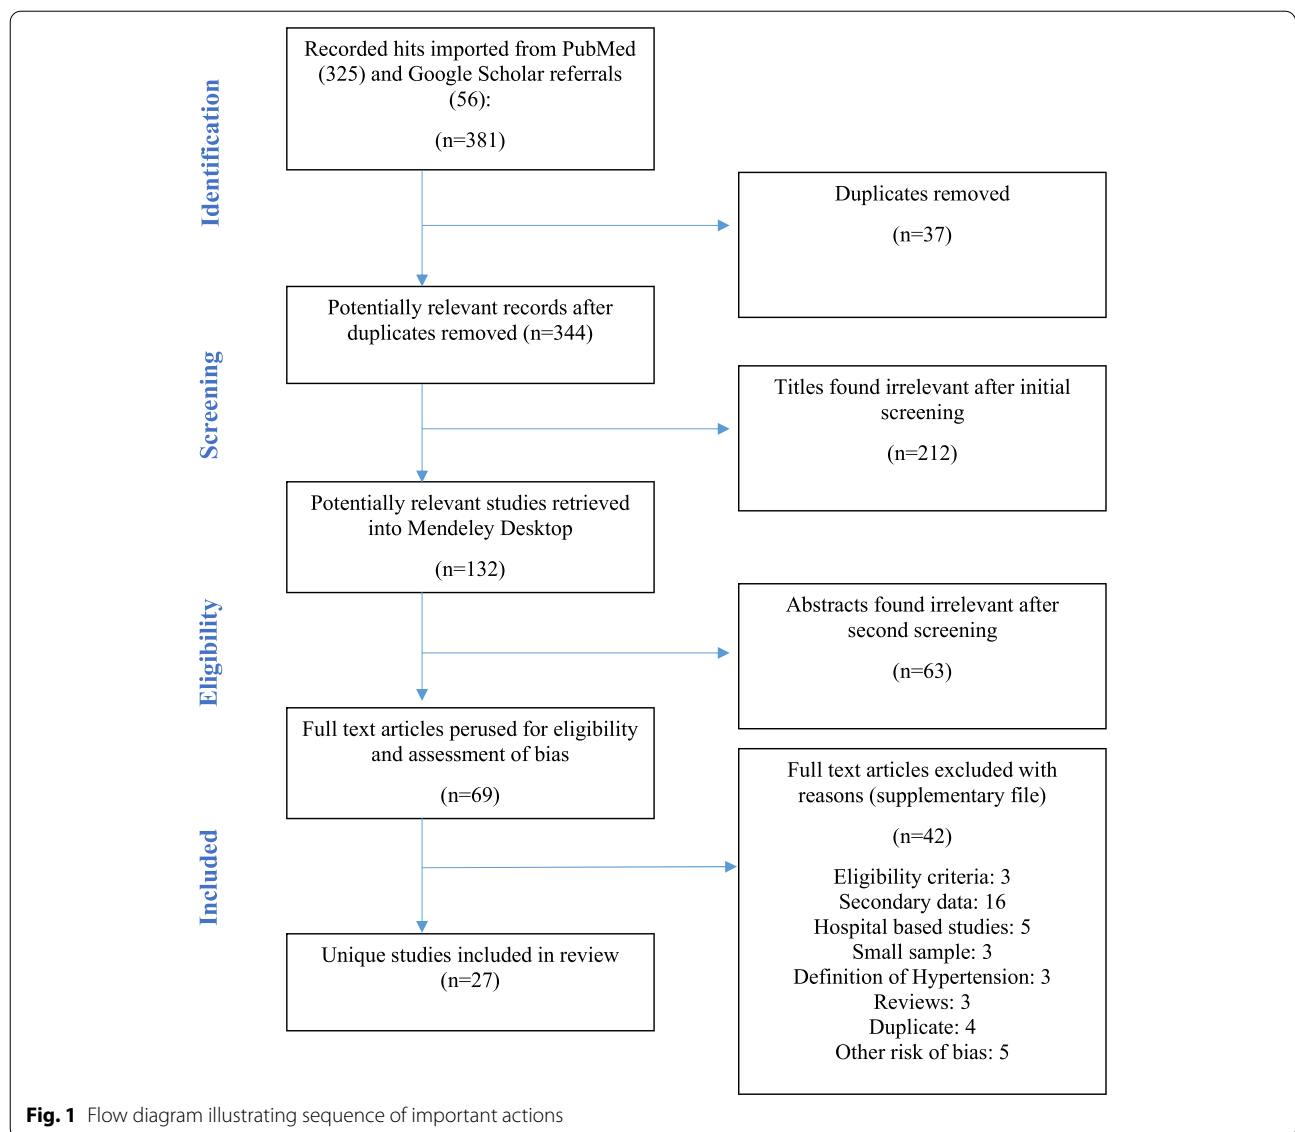 Identification
Recorded hits imported from PubMed
(325) and Google Scholar referrals
(56):
(n=381)
Duplicates removed
(n=37)
Screening
Potentially relevant records after
duplicates removed (n=344)
Titles found irrelevant after initial
screening
(n=212)
Potentially relevant studies retrieved
into Mendeley Desktop
(n=132)
Eligibility
Abstracts found irrelevant after
second screening
(n=63)
Full text articles perused for eligibility
and assessment of bias
(n=69)
Included
Full text articles excluded with
reasons (supplementary file)
(n=42)
Eligibility criteria: 3
Secondary data: 16
Hospital based studies: 5
Small sample: 3
Definition of Hypertension: 3
Reviews: 3
Duplicate: 4
Other risk of bias: 5
Unique studies included in review
(n=27)
Fig. 1 Flow diagram illustrating sequence of important actions